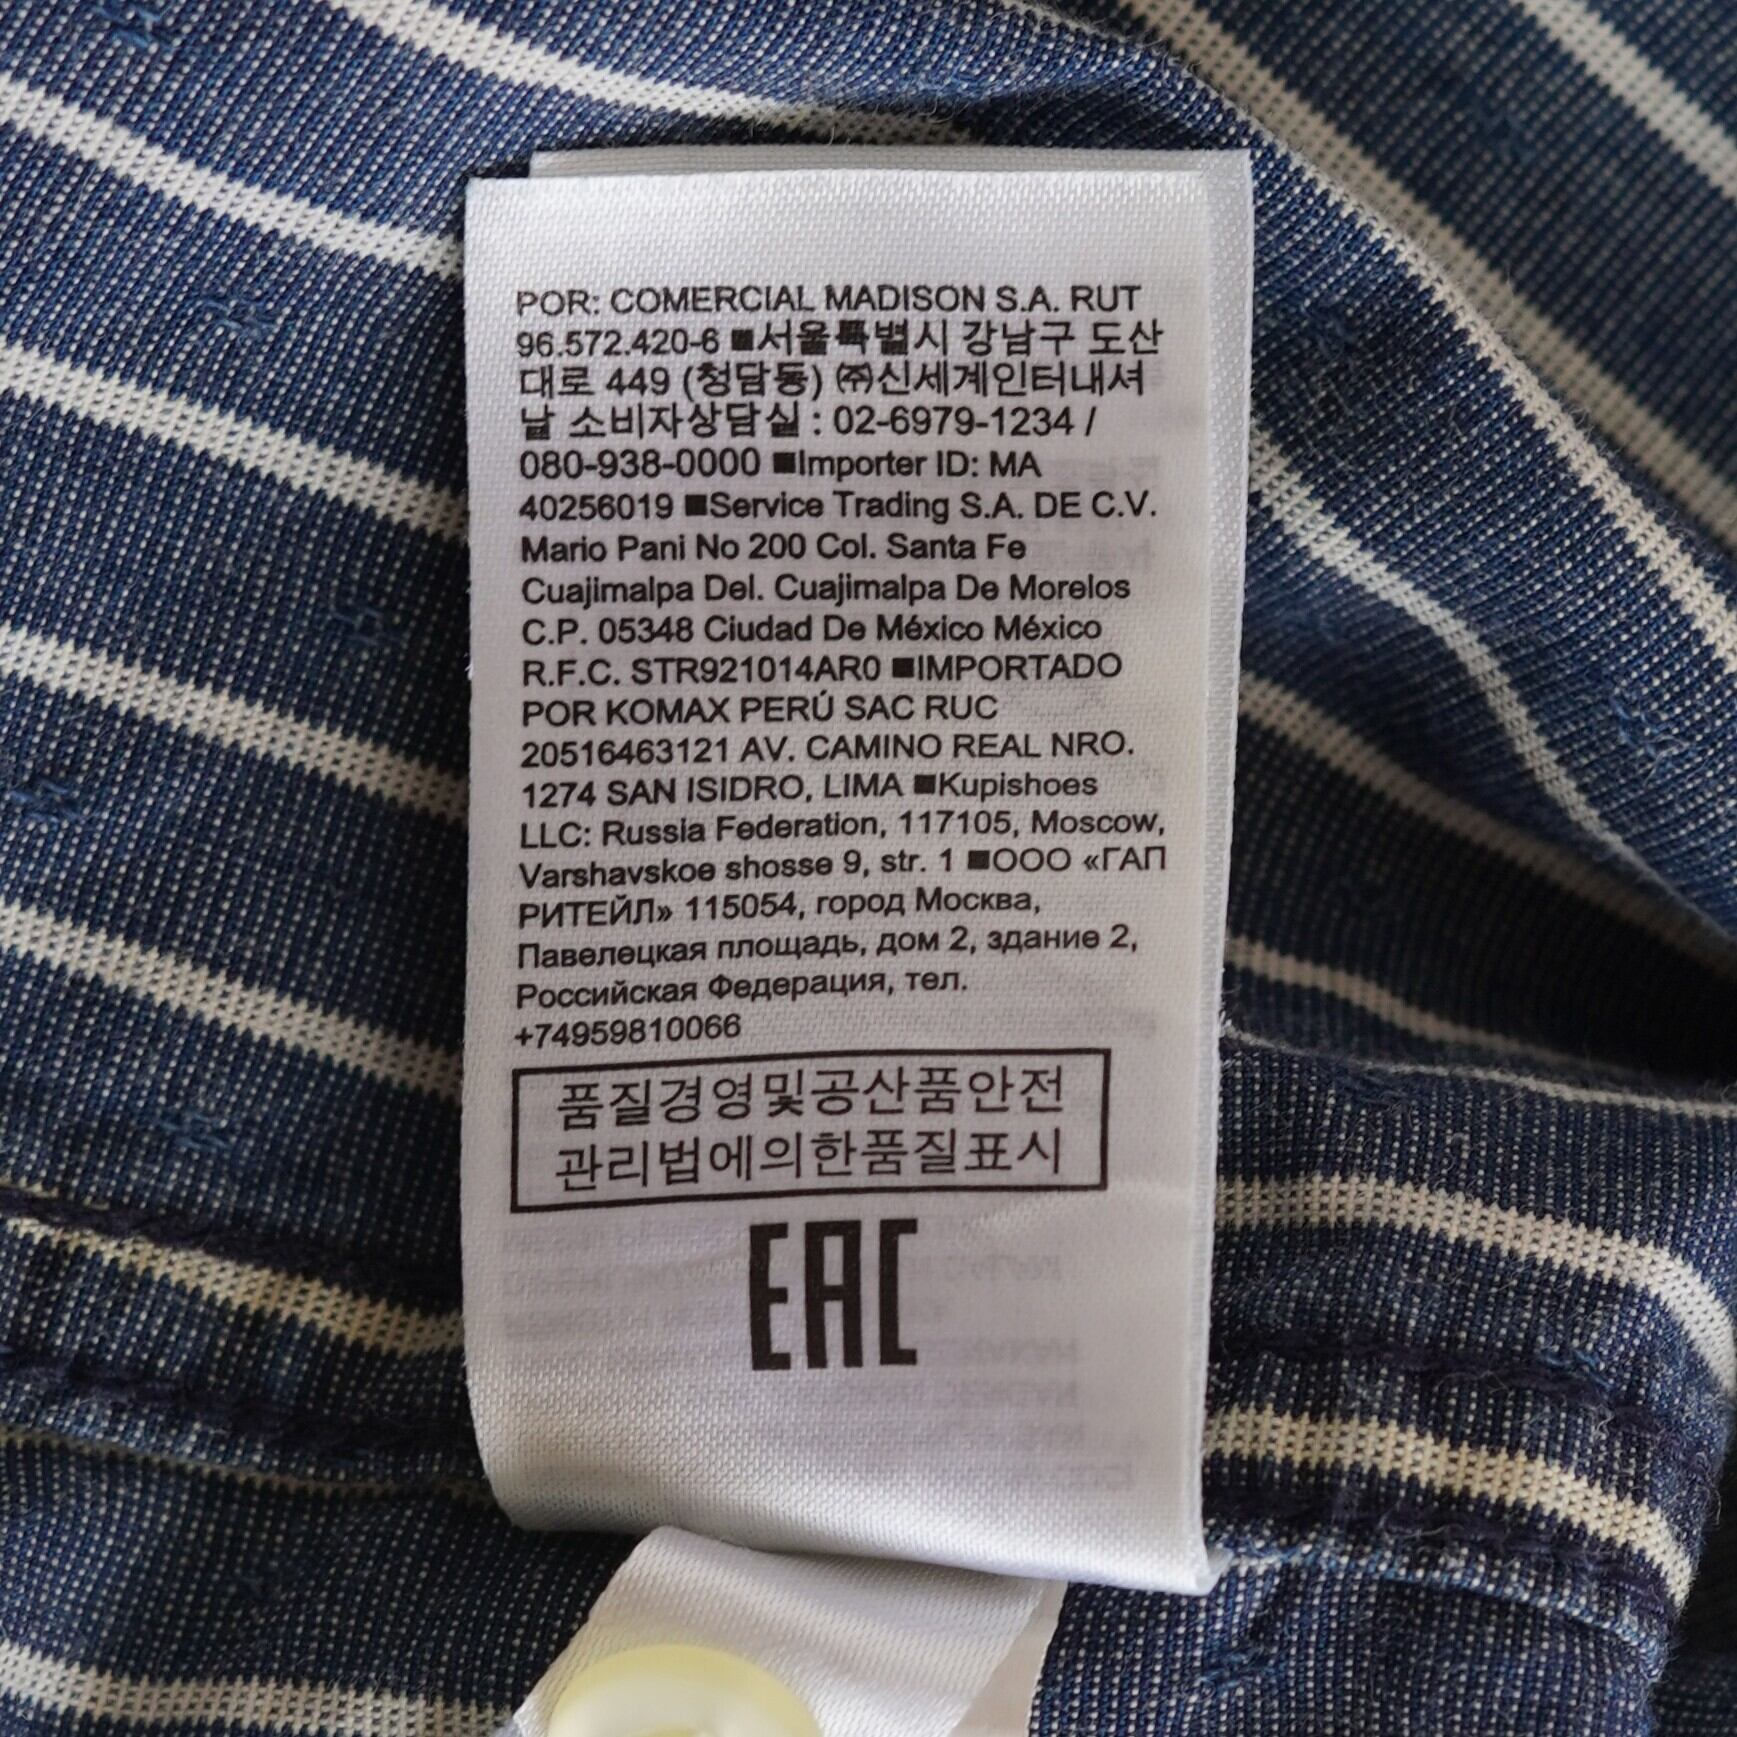 POR: COMERCIAL MADISON S.A. RUT
96.572.420-6 ■서울특별시 강남구 도산
대로 449 (청담동) ㈜신세계인터내셔
날 소비자상담실 : 02-6979-1234 /
080-938-0000 ■Importer ID: MA
40256019 ■Service Trading S.A. DE C.V.
Mario Pani No 200 Col. Santa Fe
Cuajimalpa Del. Cuajimalpa De Morelos
C.P. 05348 Ciudad De México México
R.F.C. STR921014AR0 ■IMPORTADO
POR KOMAX PERÚ SAC RUC
20516463121 AV. CAMINO REAL NRO.
1274 SAN ISIDRO, LIMA ■Kupishoes
LLC: Russia Federation, 117105, Moscow,
Varshavskoe shosse 9, str. 1 ■ООО «ГАП
РИТЕЙЛ» 115054, город Москва,
Павелецкая площадь, дом 2, здание 2,
Российская Федерация, тел.
+74959810066
품질경영및공산품안전
관리법에의한품질표시
EAC